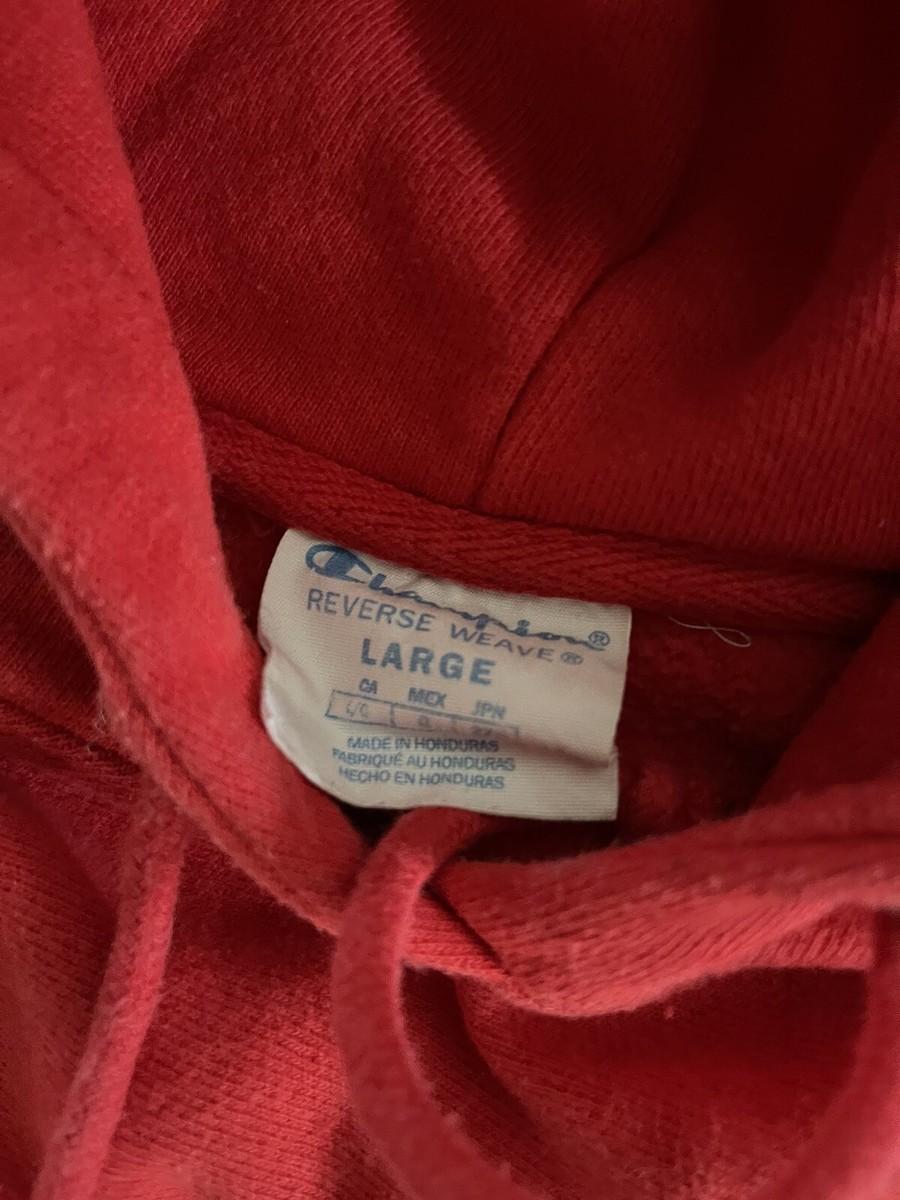 Champion®
REVERSE WEAVE®
LARGE
CA MEX JPN
MADE IN HONDURAS
FABRIQUÉ AU HONDURAS
HECHO EN HONDURAS